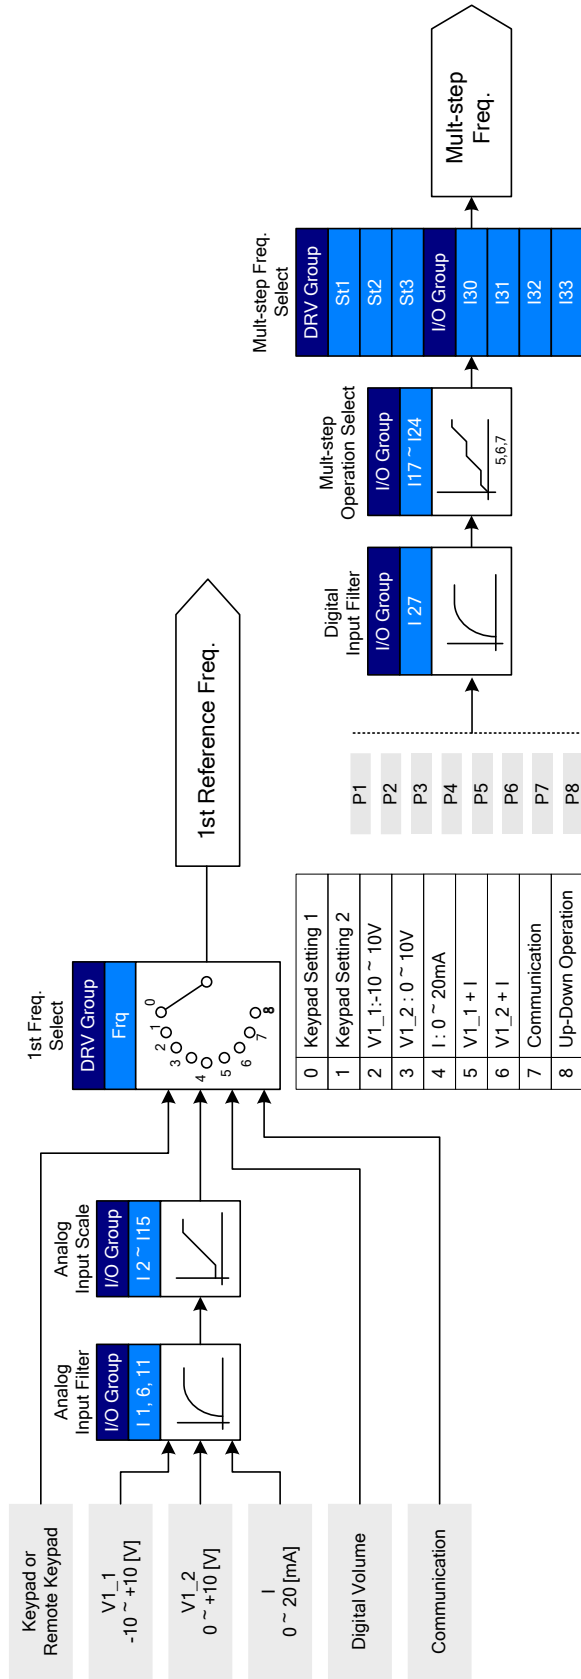 Keypad or
Remote Keypad
V1_1
-10 ~ +10 [V]
V1_2
0 ~ +10 [V]
I
0 ~ 20 [mA]
Digital Volume
Communication
Analog
Input Filter
I/O Group
I 1, 6, 11
Analog
Input Scale
I/O Group
I 2 ~ I15
1st Freq.
Select
DRV Group
Frq
0
1
2
3
4
5
6
7
8
1st Reference Freq.
0 Keypad Setting 1
1 Keypad Setting 2
2 V1_1:-10 ~ 10V
3 V1_2 : 0 ~ 10V
4 I : 0 ~ 20mA
5 V1_1 + I
6 V1_2 + I
7 Communication
8 Up-Down Operation
P1
P2
P3
P4
P5
P6
P7
P8
Digital
Input Filter
I/O Group
I 27
Mult-step
Operation Select
I/O Group
I17 ~ I24
5,6,7
Mult-step Freq.
Select
DRV Group
St1
St2
St3
I/O Group
I30
I31
I32
I33
Mult-step
Freq.